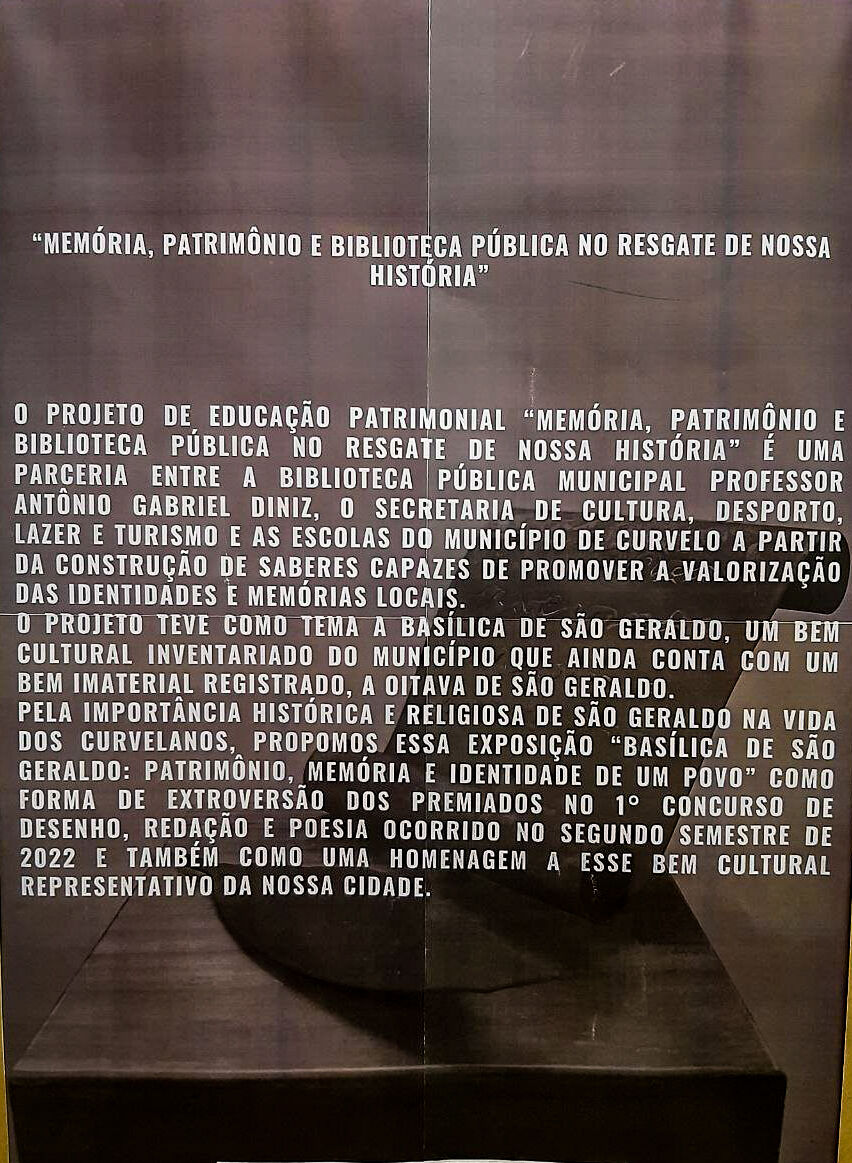 “MEMÓRIA, PATRIMÔNIO E BIBLIOTECA PÚBLICA NO RESGATE DE NOSSA
HISTÓRIA”
O PROJETO DE EDUCAÇÃO PATRIMONIAL “MEMÓRIA, PATRIMÔNIO E
BIBLIOTECA PÚBLICA NO RESGATE DE NOSSA HISTÓRIA” É UMA
PARCERIA ENTRE A BIBLIOTECA PÚBLICA MUNICIPAL PROFESSOR
ANTÔNIO GABRIEL DINIZ, O SECRETARIA DE CULTURA, DESPORTO,
LAZER E TURISMO E AS ESCOLAS DO MUNICÍPIO DE CURVELO A PARTIR
DA CONSTRUÇÃO DE SABERES CAPAZES DE PROMOVER A VALORIZAÇÃO
DAS IDENTIDADES E MEMÓRIAS LOCAIS.
O PROJETO TEVE COMO TEMA A BASÍLICA DE SÃO GERALDO, UM BEM
CULTURAL INVENTARIADO DO MUNICÍPIO QUE AINDA CONTA COM UM
BEM IMATERIAL REGISTRADO, A OITAVA DE SÃO GERALDO.
PELA IMPORTÂNCIA HISTÓRICA E RELIGIOSA DE SÃO GERALDO NA VIDA
DOS CURVELANOS, PROPOMOS ESSA EXPOSIÇÃO “BASÍLICA DE SÃO
GERALDO: PATRIMÔNIO, MEMÓRIA E IDENTIDADE DE UM POVO” COMO
FORMA DE EXTROVERSÃO DOS PREMIADOS NO 1° CONCURSO DE
DESENHO, REDAÇÃO E POESIA OCORRIDO NO SEGUNDO SEMESTRE DE
2022 E TAMBÉM COMO UMA HOMENAGEM A ESSE BEM CULTURAL
REPRESENTATIVO DA NOSSA CIDADE.